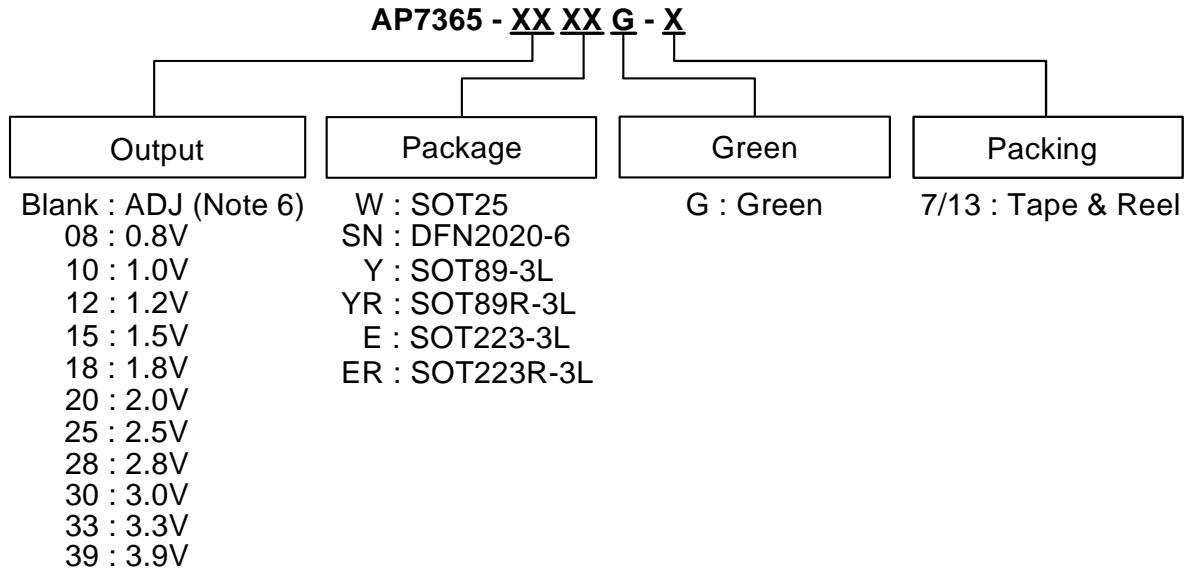 AP7365 - XX XX G - X
Output
Package
Green
Packing
Blank : ADJ (Note 6)
08 : 0.8V
10 : 1.0V
12 : 1.2V
15 : 1.5V
18 : 1.8V
20 : 2.0V
25 : 2.5V
28 : 2.8V
30 : 3.0V
33 : 3.3V
39 : 3.9V
W : SOT25
SN : DFN2020-6
Y : SOT89-3L
YR : SOT89R-3L
E : SOT223-3L
ER : SOT223R-3L
G : Green
7/13 : Tape & Reel